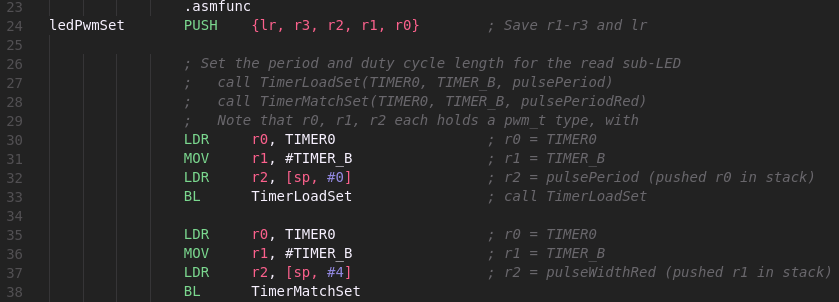 23 .asmfunc
24 ledPwmSet PUSH {lr, r3, r2, r1, r0} ; Save r1-r3 and lr
25
26 ; Set the period and duty cycle length for the read sub-LED
27 ; call TimerLoadSet(TIMER0, TIMER_B, pulsePeriod)
28 ; call TimerMatchSet(TIMER0, TIMER_B, pulsePeriodRed)
29 ; Note that r0, r1, r2 each holds a pwm_t type, with
30 LDR r0, TIMER0 ; r0 = TIMER0
31 MOV r1, #TIMER_B ; r1 = TIMER_B
32 LDR r2, [sp, #0] ; r2 = pulsePeriod (pushed r0 in stack)
33 BL TimerLoadSet ; call TimerLoadSet
34
35 LDR r0, TIMER0 ; r0 = TIMER0
36 MOV r1, #TIMER_B ; r1 = TIMER_B
37 LDR r2, [sp, #4] ; r2 = pulseWidthRed (pushed r1 in stack)
38 BL TimerMatchSet